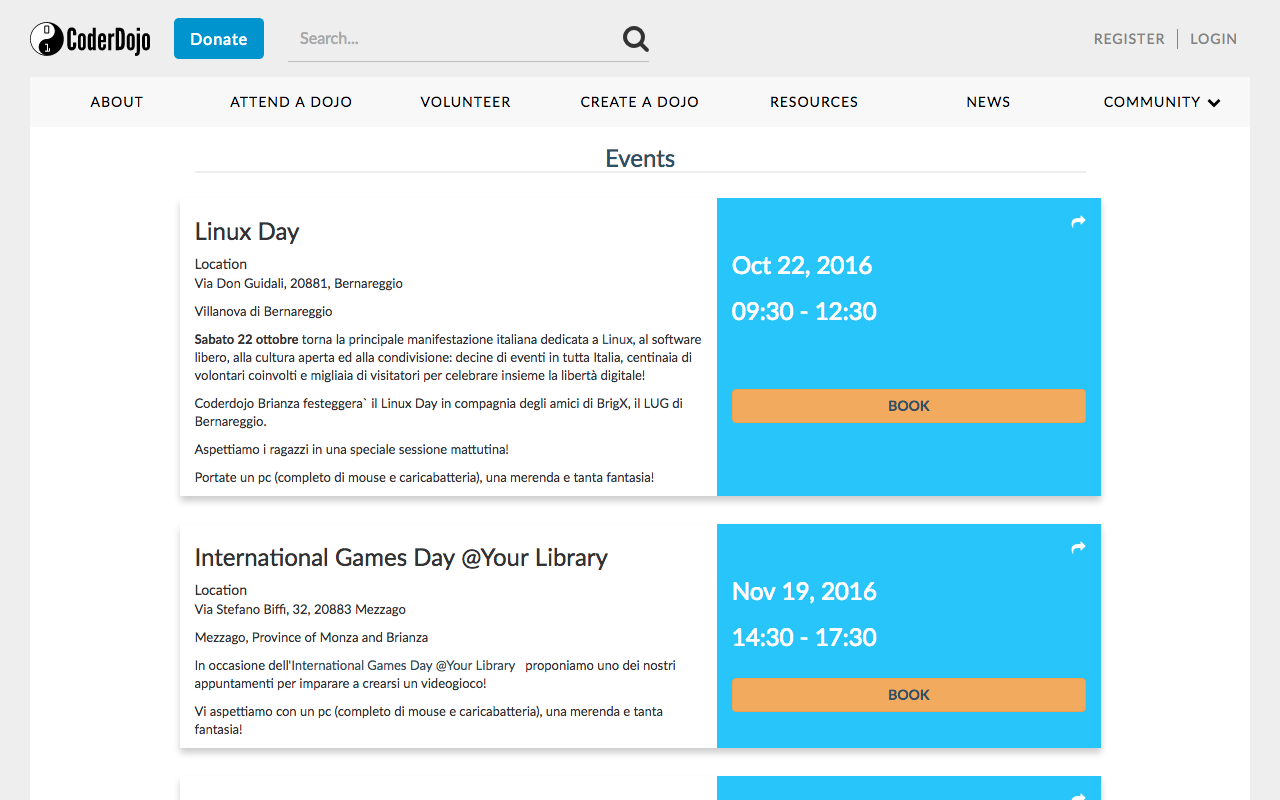 CoderDojo
Donate
Search...
REGISTER
LOGIN
ABOUT
ATTEND A DOJO
VOLUNTEER
CREATE A DOJO
RESOURCES
NEWS
COMMUNITY
Events
Linux Day
Location
Via Don Guidali, 20881, Bernareggio
Villanova di Bernareggio
Sabato 22 ottobre torna la principale manifestazione italiana dedicata a Linux, al software
libero, alla cultura aperta ed alla condivisione: decine di eventi in tutta Italia, centinaia di
volontari coinvolti e migliaia di visitatori per celebrare insieme la libertà digitale!
Coderdojo Brianza festeggera` il Linux Day in compagnia degli amici di BrigX, il LUG di
Bernareggio.
Aspettiamo i ragazzi in una speciale sessione mattutina!
Portate un pc (completo di mouse e caricabatteria), una merenda e tanta fantasia!
Oct 22, 2016
09:30 - 12:30
BOOK
International Games Day @Your Library
Location
Via Stefano Biffi, 32, 20883 Mezzago
Mezzago, Province of Monza and Brianza
In occasione dell'International Games Day @Your Library proponiamo uno dei nostri
appuntamenti per imparare a crearsi un videogioco!
Vi aspettiamo con un pc (completo di mouse e caricabatteria), una merenda e tanta
fantasia!
Nov 19, 2016
14:30 - 17:30
BOOK